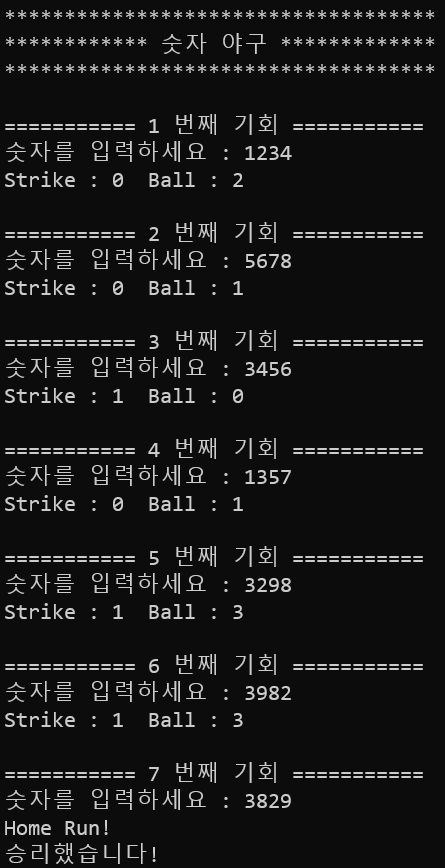 ************************************
************ 숫자 야구 *************
************************************
=========== 1 번째 기회 ===========
숫자를 입력하세요 : 1234
Strike : 0  Ball : 2
=========== 2 번째 기회 ===========
숫자를 입력하세요 : 5678
Strike : 0  Ball : 1
=========== 3 번째 기회 ===========
숫자를 입력하세요 : 3456
Strike : 1  Ball : 0
=========== 4 번째 기회 ===========
숫자를 입력하세요 : 1357
Strike : 0  Ball : 1
=========== 5 번째 기회 ===========
숫자를 입력하세요 : 3298
Strike : 1  Ball : 3
=========== 6 번째 기회 ===========
숫자를 입력하세요 : 3982
Strike : 1  Ball : 3
=========== 7 번째 기회 ===========
숫자를 입력하세요 : 3829
Home Run!
승리했습니다!